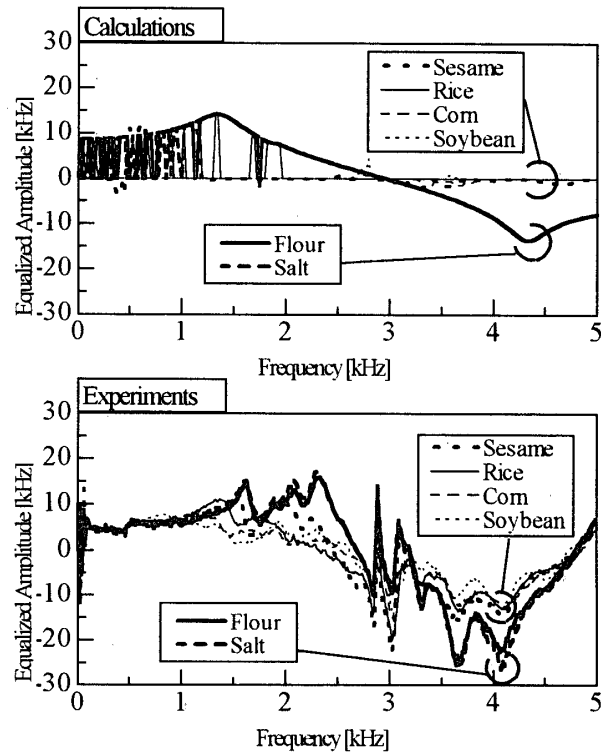 Calculations
30
20
10
0
-10
-20
-30
Equalized Amplitude [kHz]
Sesame
Rice
Corn
Soybean
Flour
Salt
0 1 2 3 4 5
Frequency [kHz]
Experiments
30
20
10
0
-10
-20
-30
Equalized Amplitude [kHz]
Sesame
Rice
Corn
Soybean
Flour
Salt
0 1 2 3 4 5
Frequency [kHz]